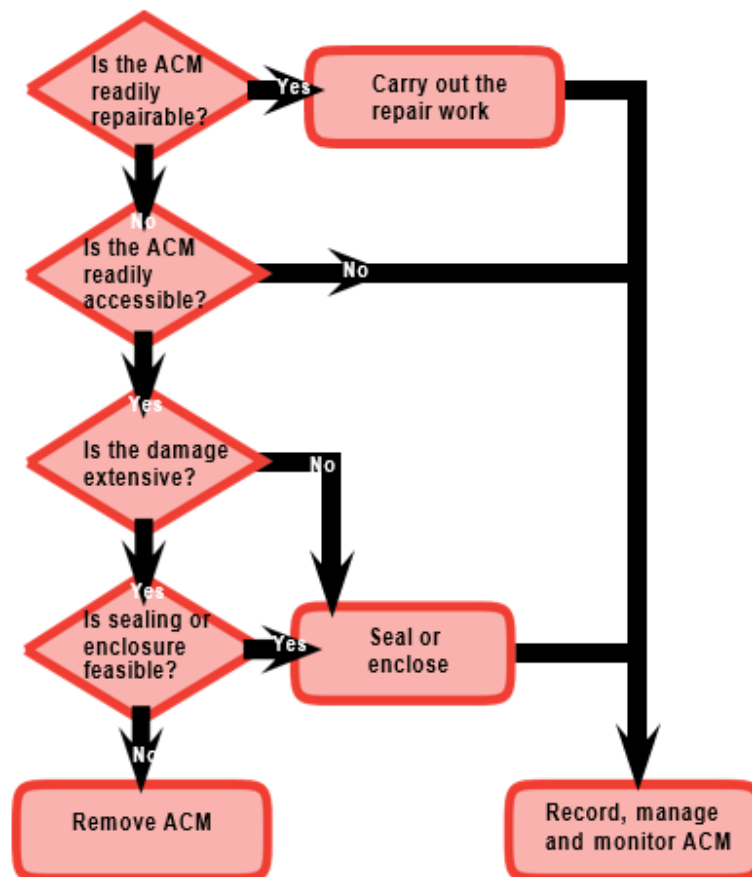 Is the ACM
readily
repairable?
Yes
Carry out the
repair work
No
Is the ACM
readily
accessible?
No
Yes
Is the damage
extensive?
No
Yes
Is sealing or
enclosure
feasible?
Yes
Seal or
enclose
No
Remove ACM
Record, manage
and monitor ACM